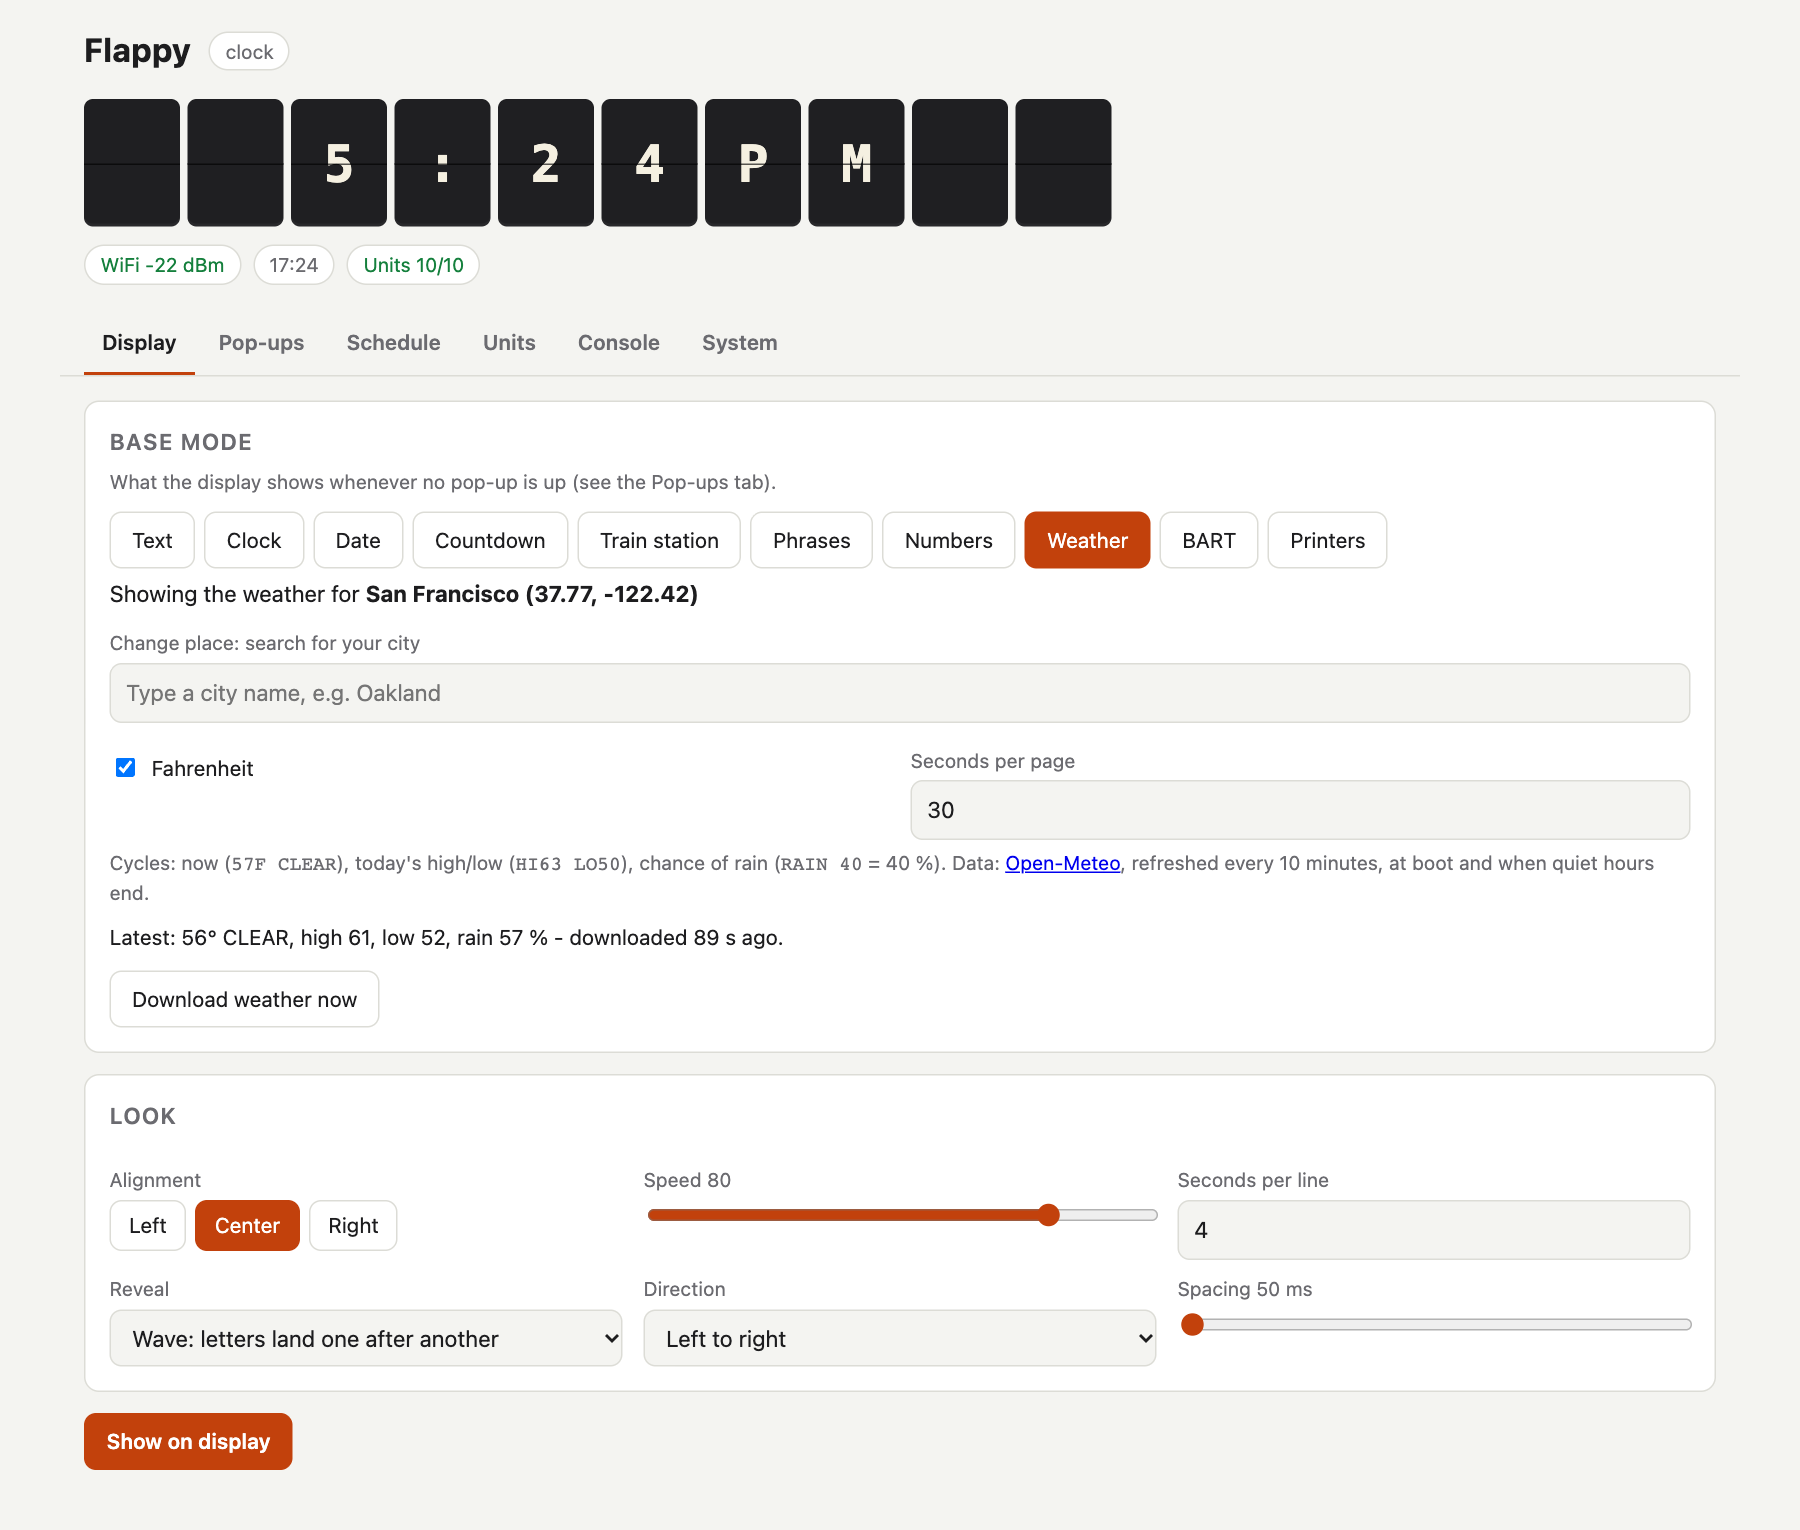 Flappy clock
5 : 2 4 P M
WiFi -22 dBm 17:24 Units 10/10
Display Pop-ups Schedule Units Console System
BASE MODE
What the display shows whenever no pop-up is up (see the Pop-ups tab).
Text Clock Date Countdown Train station Phrases Numbers Weather BART Printers
Showing the weather for San Francisco (37.77, -122.42)
Change place: search for your city
Type a city name, e.g. Oakland
Fahrenheit
Seconds per page
30
Cycles: now (57F CLEAR), today's high/low (HI63 LO50), chance of rain (RAIN 40 = 40 %). Data: Open-Meteo, refreshed every 10 minutes, at boot and when quiet hours
end.
Latest: 56° CLEAR, high 61, low 52, rain 57 % - downloaded 89 s ago.
Download weather now
LOOK
Alignment
Left Center Right
Speed 80
Seconds per line
4
Reveal
Wave: letters land one after another
Direction
Left to right
Spacing 50 ms
Show on display